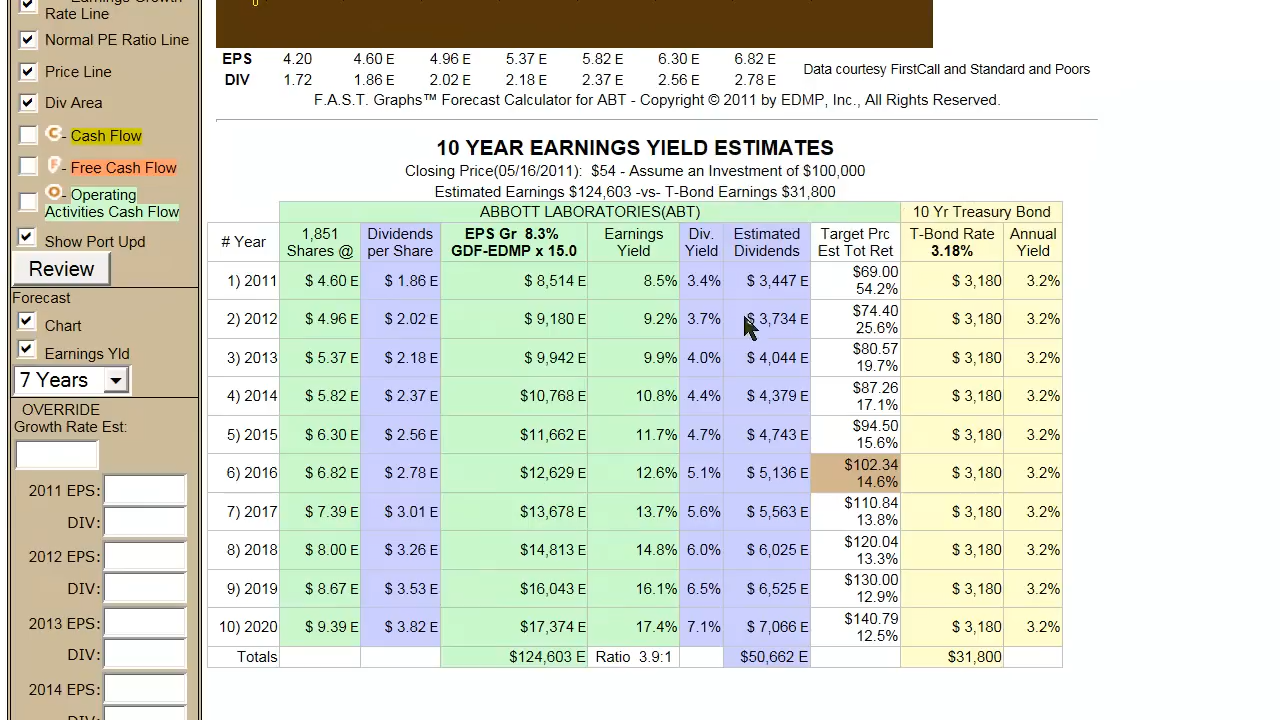 Earnings Growth
Rate Line
Normal PE Ratio Line
Price Line
Div Area
C - Cash Flow
F - Free Cash Flow
O - Operating
Activities Cash Flow
Show Port Upd
Review
Forecast
Chart
Earnings Yld
7 Years
OVERRIDE
Growth Rate Est:
2011 EPS:
DIV:
2012 EPS:
DIV:
2013 EPS:
DIV:
2014 EPS:
DIV:
0
EPS 4.20 4.60 E 4.96 E 5.37 E 5.82 E 6.30 E 6.82 E
DIV 1.72 1.86 E 2.02 E 2.18 E 2.37 E 2.56 E 2.78 E
Data courtesy FirstCall and Standard and Poors
F.A.S.T. Graphs™ Forecast Calculator for ABT - Copyright © 2011 by EDMP, Inc., All Rights Reserved.
10 YEAR EARNINGS YIELD ESTIMATES
Closing Price(05/16/2011): $54 - Assume an Investment of $100,000
Estimated Earnings $124,603 -vs- T-Bond Earnings $31,800
ABBOTT LABORATORIES(ABT) 10 Yr Treasury Bond
# Year 1,851 Shares @ Dividends per Share EPS Gr 8.3% GDF-EDMP x 15.0 Earnings Yield Div. Yield Estimated Dividends Target Prc Est Tot Ret T-Bond Rate 3.18% Annual Yield
1) 2011 $ 4.60 E $ 1.86 E $ 8,514 E 8.5% 3.4% $ 3,447 E $69.00 54.2% $ 3,180 3.2%
2) 2012 $ 4.96 E $ 2.02 E $ 9,180 E 9.2% 3.7% $ 3,734 E $74.40 25.6% $ 3,180 3.2%
3) 2013 $ 5.37 E $ 2.18 E $ 9,942 E 9.9% 4.0% $ 4,044 E $80.57 19.7% $ 3,180 3.2%
4) 2014 $ 5.82 E $ 2.37 E $10,768 E 10.8% 4.4% $ 4,379 E $87.26 17.1% $ 3,180 3.2%
5) 2015 $ 6.30 E $ 2.56 E $11,662 E 11.7% 4.7% $ 4,743 E $94.50 15.6% $ 3,180 3.2%
6) 2016 $ 6.82 E $ 2.78 E $12,629 E 12.6% 5.1% $ 5,136 E $102.34 14.6% $ 3,180 3.2%
7) 2017 $ 7.39 E $ 3.01 E $13,678 E 13.7% 5.6% $ 5,563 E $110.84 13.8% $ 3,180 3.2%
8) 2018 $ 8.00 E $ 3.26 E $14,813 E 14.8% 6.0% $ 6,025 E $120.04 13.3% $ 3,180 3.2%
9) 2019 $ 8.67 E $ 3.53 E $16,043 E 16.1% 6.5% $ 6,525 E $130.00 12.9% $ 3,180 3.2%
10) 2020 $ 9.39 E $ 3.82 E $17,374 E 17.4% 7.1% $ 7,066 E $140.79 12.5% $ 3,180 3.2%
Totals $124,603 E Ratio 3.9:1 $50,662 E $31,800